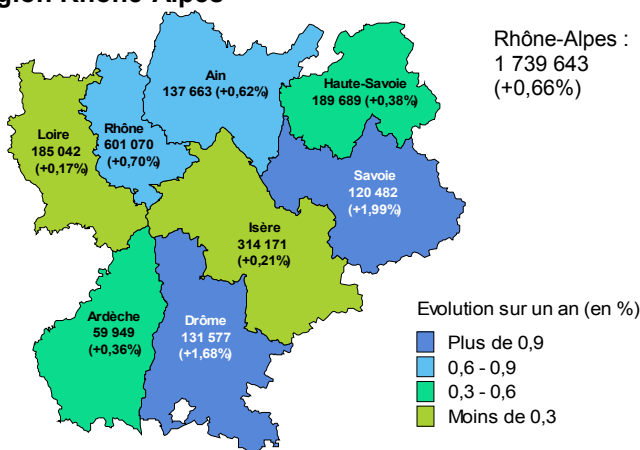 gion Rhône-Alpes
Rhône-Alpes :
1 739 643
(+0,66%)
Ain
137 663 (+0,62%)
Haute-Savoie
189 689 (+0,38%)
Loire
185 042
(+0,17%)
Rhône
601 070
(+0,70%)
Savoie
120 482
(+1,99%)
Isère
314 171
(+0,21%)
Ardèche
59 949
(+0,36%)
Drôme
131 577
(+1,68%)
Evolution sur un an (en %)
Plus de 0,9
0,6 - 0,9
0,3 - 0,6
Moins de 0,3